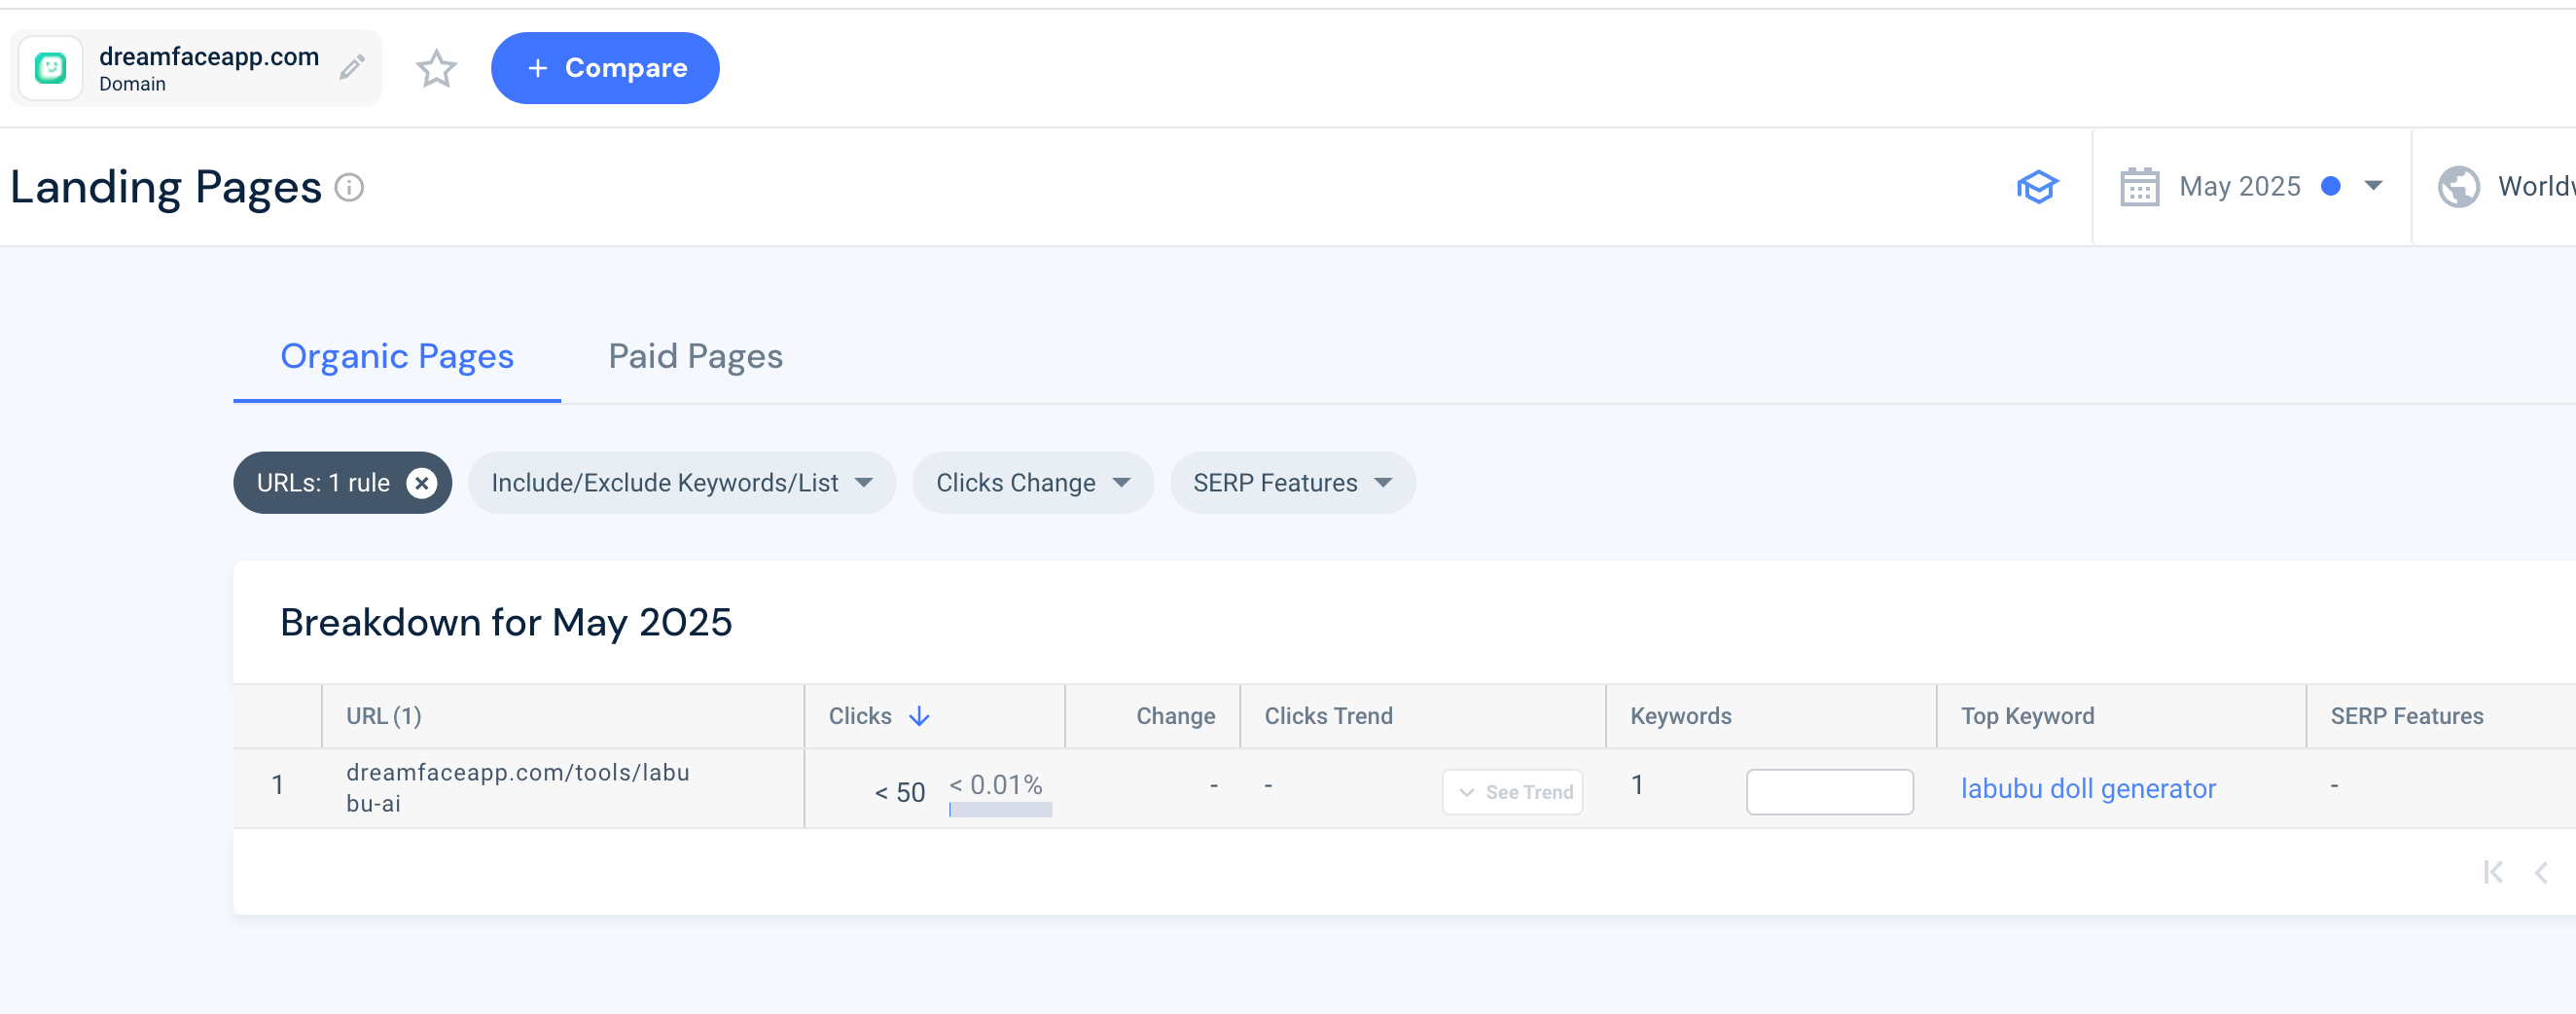 dreamfaceapp.com
Domain
+ Compare
Landing Pages
May 2025
Organic Pages
Paid Pages
URLs: 1 rule
Include/Exclude Keywords/List
Clicks Change
SERP Features
Breakdown for May 2025
URL (1)
Clicks
Change
Clicks Trend
Keywords
Top Keyword
SERP Features
1
dreamfaceapp.com/tools/labu
bu-ai
< 50
< 0.01%
-
-
See Trend
1
labubu doll generator
-